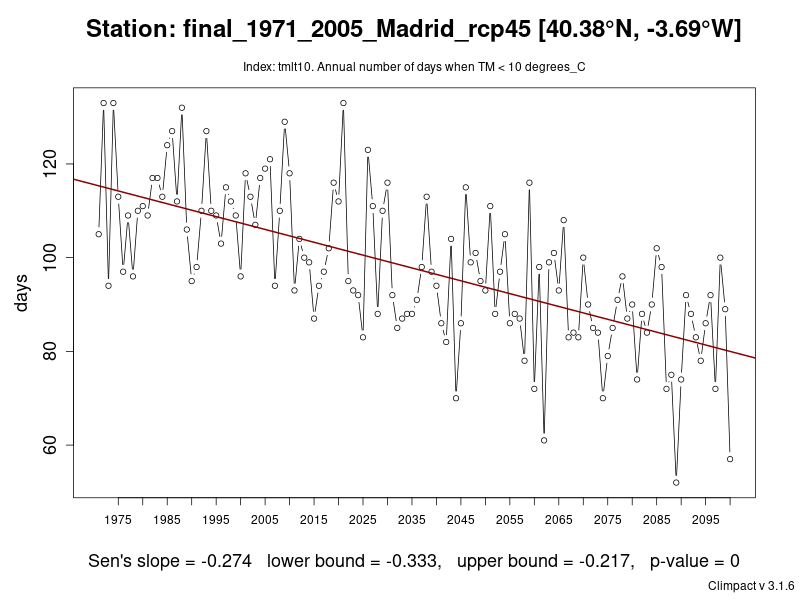 Station: final_1971_2005_Madrid_rcp45 [40.38°N, -3.69°W]
Index: tmlt10. Annual number of days when TM < 10 degrees_C
days
120
100
80
60
1975 1985 1995 2005 2015 2025 2035 2045 2055 2065 2075 2085 2095
Sen's slope = -0.274 lower bound = -0.333, upper bound = -0.217, p-value = 0
Climpact v 3.1.6